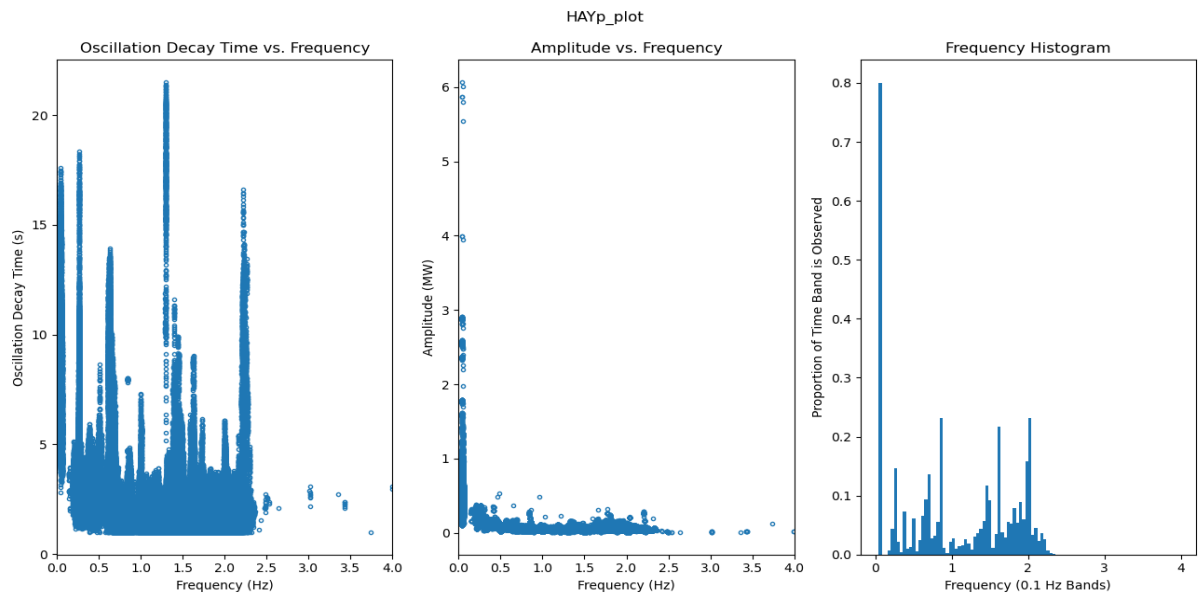 HAYp_plot
Oscillation Decay Time vs. Frequency
Oscillation Decay Time (s)
20
15
10
5
0
0.0 0.5 1.0 1.5 2.0 2.5 3.0 3.5 4.0
Frequency (Hz)
Amplitude vs. Frequency
Amplitude (MW)
6
5
4
3
2
1
0
0.0 0.5 1.0 1.5 2.0 2.5 3.0 3.5 4.0
Frequency (Hz)
Frequency Histogram
Proportion of Time Band is Observed
0.8
0.7
0.6
0.5
0.4
0.3
0.2
0.1
0.0
0 1 2 3 4
Frequency (0.1 Hz Bands)